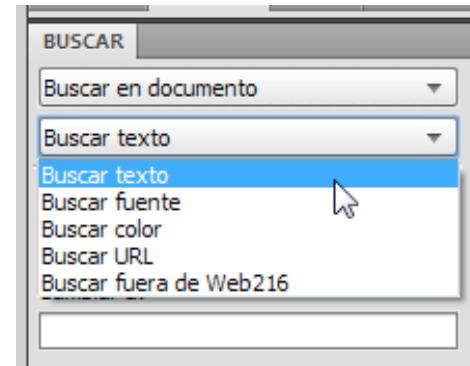 BUSCAR
Buscar en documento
Buscar texto
Buscar texto
Buscar fuente
Buscar color
Buscar URL
Buscar fuera de Web216